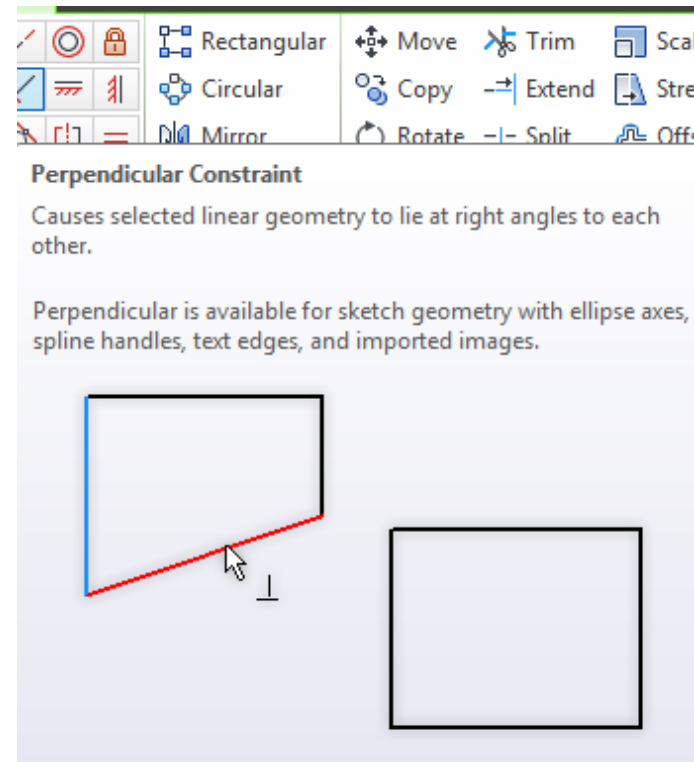 Rectangular Move Trim
Circular Copy Extend
Mirror Rotate Split
Perpendicular Constraint
Causes selected linear geometry to lie at right angles to each
other.
Perpendicular is available for sketch geometry with ellipse axes,
spline handles, text edges, and imported images.